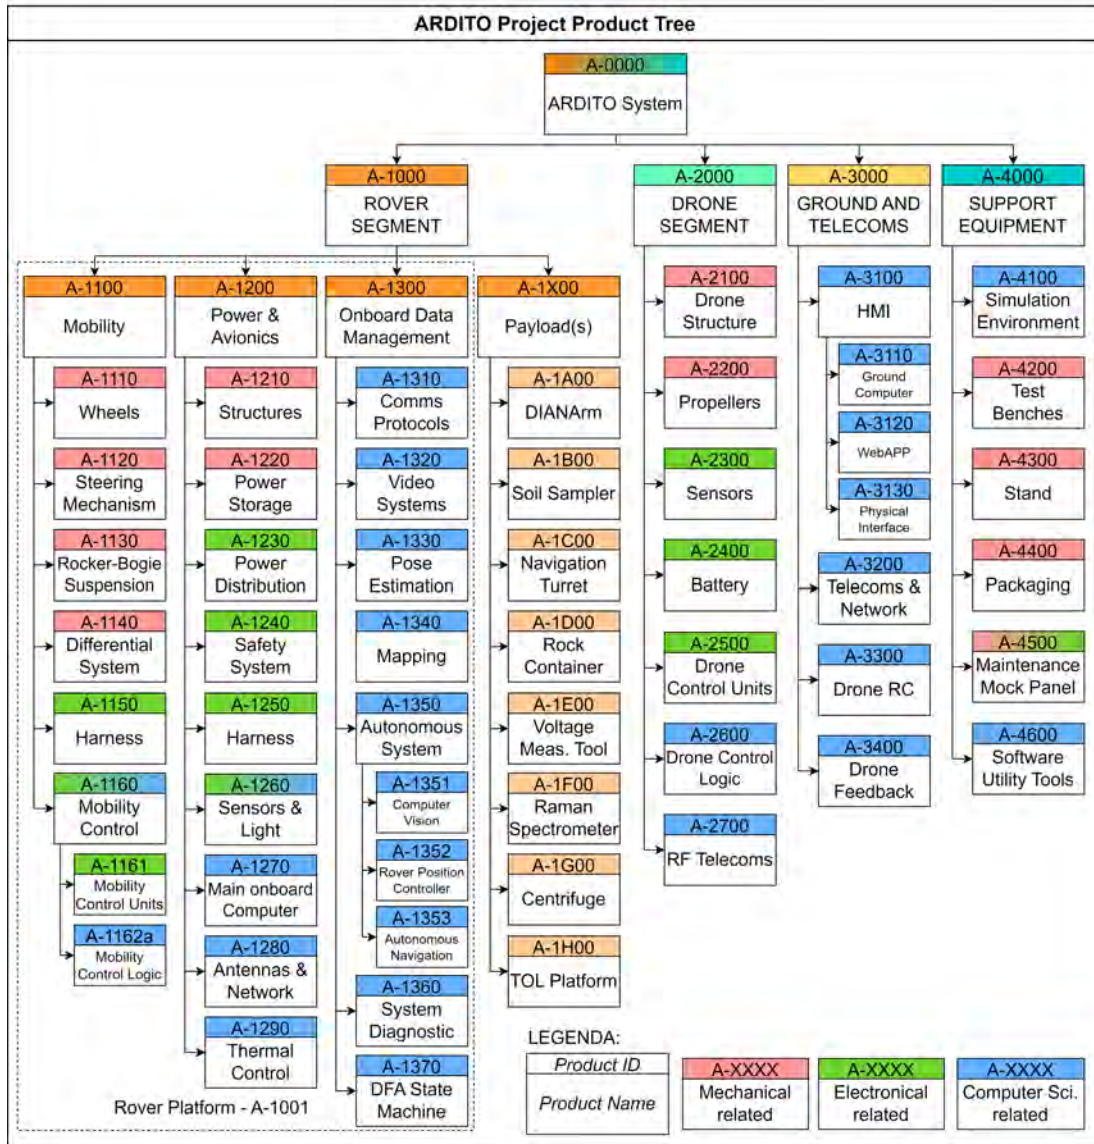 ARDITO Project Product Tree
A-0000
ARDITO System
A-1000
ROVER
SEGMENT
A-2000
DRONE
SEGMENT
A-3000
GROUND AND
TELECOMS
A-4000
SUPPORT
EQUIPMENT
A-1100
Mobility
A-1110
Wheels
A-1120
Steering
Mechanism
A-1130
Rocker-Bogie
Suspension
A-1140
Differential
System
A-1150
Harness
A-1160
Mobility
Control
A-1161
Mobility
Control Units
A-1162a
Mobility
Control Logic
A-1200
Power &
Avionics
A-1210
Structures
A-1220
Power
Storage
A-1230
Power
Distribution
A-1240
Safety
System
A-1250
Harness
A-1260
Sensors &
Light
A-1270
Main onboard
Computer
A-1280
Antennas &
Network
A-1290
Thermal
Control
A-1300
Onboard Data
Management
A-1310
Comms
Protocols
A-1320
Video
Systems
A-1330
Pose
Estimation
A-1340
Mapping
A-1350
Autonomous
System
A-1351
Computer
Vision
A-1352
Rover Position
Controller
A-1353
Autonomous
Navigation
A-1360
System
Diagnostic
A-1370
DFA State
Machine
Rover Platform - A-1001
A-1X00
Payload(s)
A-1A00
DIANArm
A-1B00
Soil Sampler
A-1C00
Navigation
Turret
A-1D00
Rock
Container
A-1E00
Voltage
Meas. Tool
A-1F00
Raman
Spectrometer
A-1G00
Centrifuge
A-1H00
TOL Platform
A-2100
Drone
Structure
A-2200
Propellers
A-2300
Sensors
A-2400
Battery
A-2500
Drone
Control Units
A-2600
Drone Control
Logic
A-2700
RF Telecoms
A-3100
HMI
A-3110
Ground
Computer
A-3120
WebAPP
A-3130
Physical
Interface
A-3200
Telecoms &
Network
A-3300
Drone RC
A-3400
Drone
Feedback
A-4100
Simulation
Environment
A-4200
Test
Benches
A-4300
Stand
A-4400
Packaging
A-4500
Maintenance
Mock Panel
A-4600
Software
Utility Tools
LEGENDA:
Product ID
Product Name
A-XXXX
Mechanical
related
A-XXXX
Electronical
related
A-XXXX
Computer Sci.
related